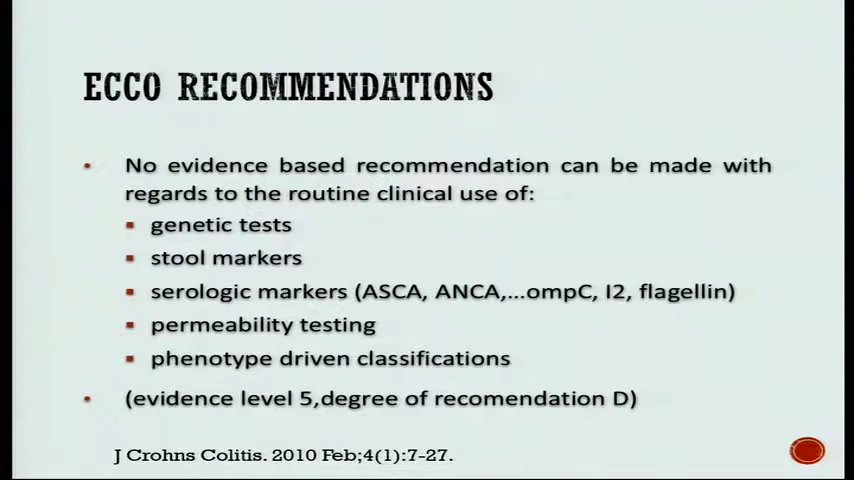 ECCO RECOMMENDATIONS
• No evidence based recommendation can be made with
regards to the routine clinical use of:
▪ genetic tests
▪ stool markers
▪ serologic markers (ASCA, ANCA,...ompC, I2, flagellin)
▪ permeability testing
▪ phenotype driven classifications
• (evidence level 5,degree of recomendation D)
J Crohns Colitis. 2010 Feb;4(1):7-27.